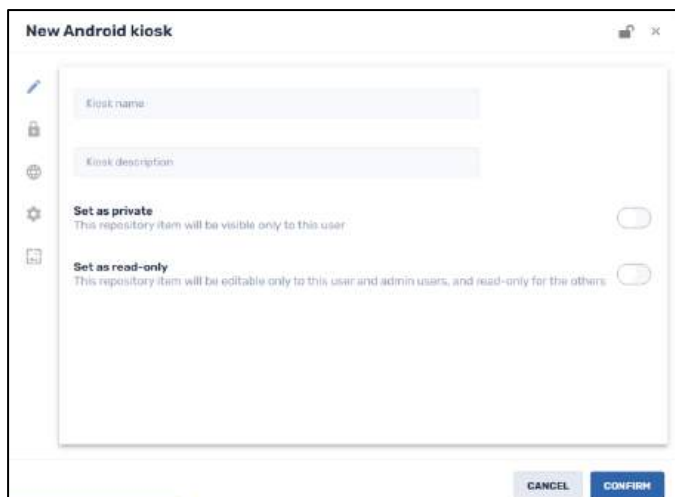 New Android kiosk
Kiosk name
Kiosk description
Set as private
This repository item will be visible only to this user
Set as read-only
This repository item will be editable only to this user and admin users, and read-only for the others
CANCEL
CONFIRM